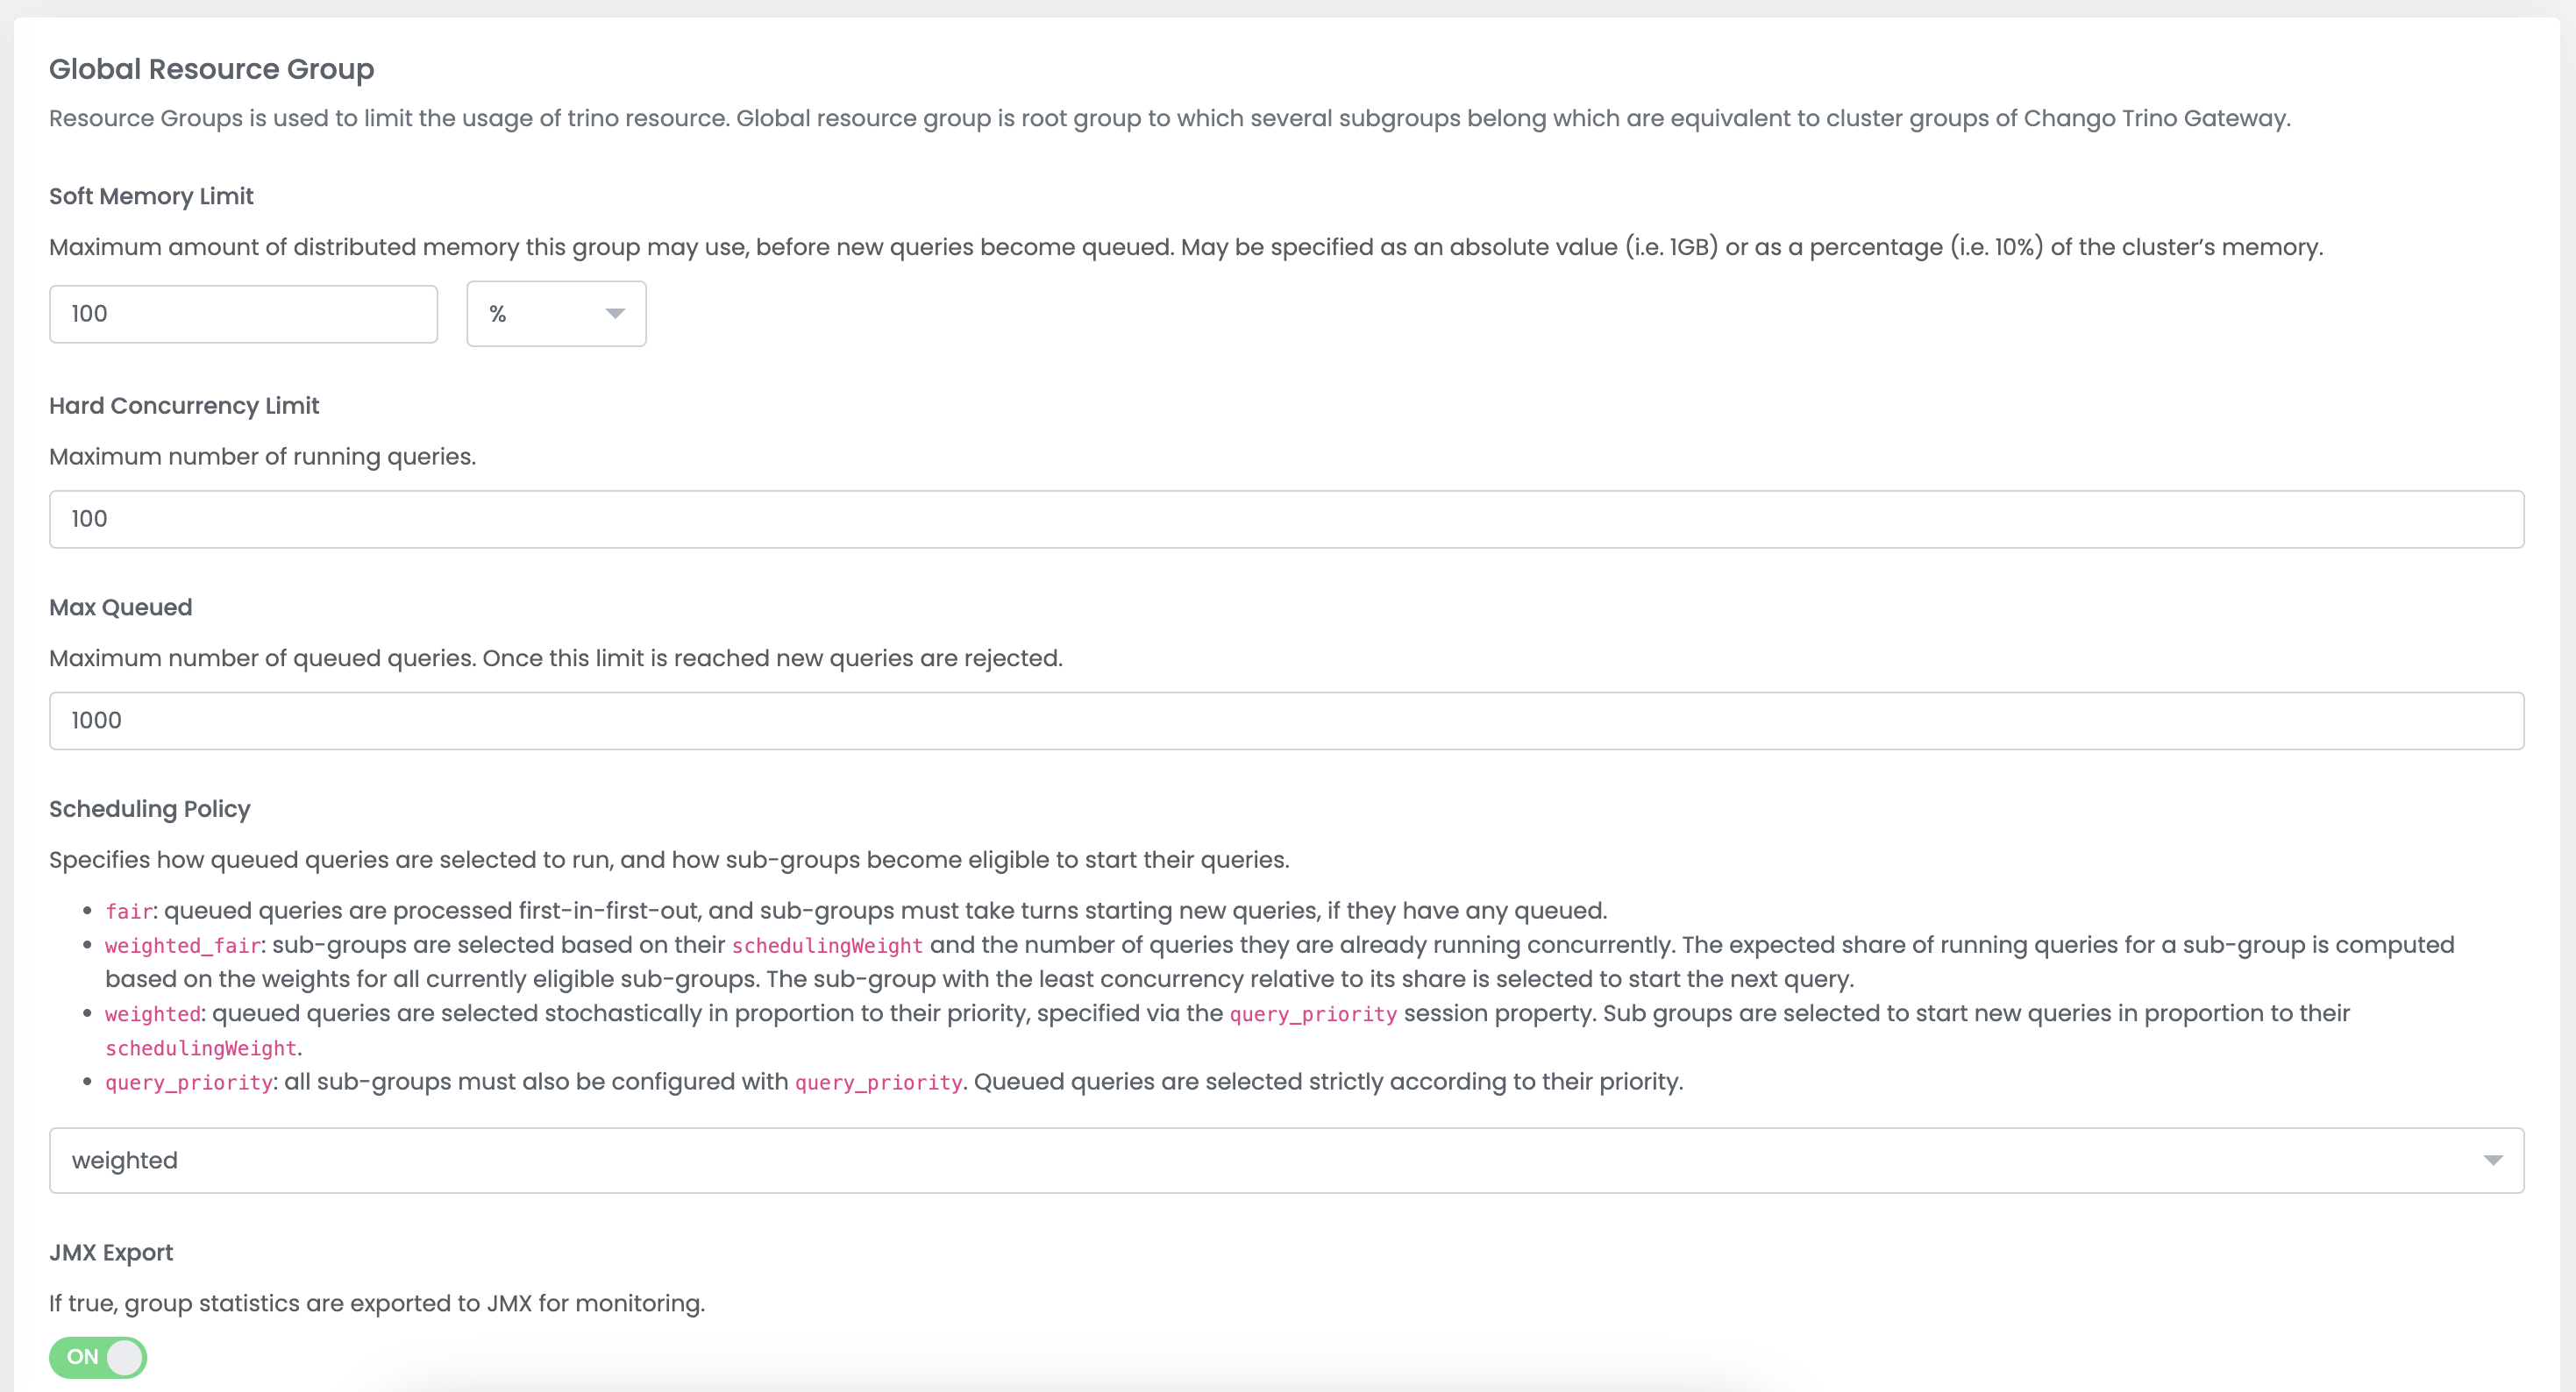 Global Resource Group
Resource Groups is used to limit the usage of trino resource. Global resource group is root group to which several subgroups belong which are equivalent to cluster groups of Chango Trino Gateway.
Soft Memory Limit
Maximum amount of distributed memory this group may use, before new queries become queued. May be specified as an absolute value (i.e. 1GB) or as a percentage (i.e. 10%) of the cluster’s memory.
100 %
Hard Concurrency Limit
Maximum number of running queries.
100
Max Queued
Maximum number of queued queries. Once this limit is reached new queries are rejected.
1000
Scheduling Policy
Specifies how queued queries are selected to run, and how sub-groups become eligible to start their queries.
• fair: queued queries are processed first-in-first-out, and sub-groups must take turns starting new queries, if they have any queued.
• weighted_fair: sub-groups are selected based on their schedulingWeight and the number of queries they are already running concurrently. The expected share of running queries for a sub-group is computed
based on the weights for all currently eligible sub-groups. The sub-group with the least concurrency relative to its share is selected to start the next query.
• weighted: queued queries are selected stochastically in proportion to their priority, specified via the query_priority session property. Sub groups are selected to start new queries in proportion to their
schedulingWeight.
• query_priority: all sub-groups must also be configured with query_priority. Queued queries are selected strictly according to their priority.
weighted
JMX Export
If true, group statistics are exported to JMX for monitoring.
ON